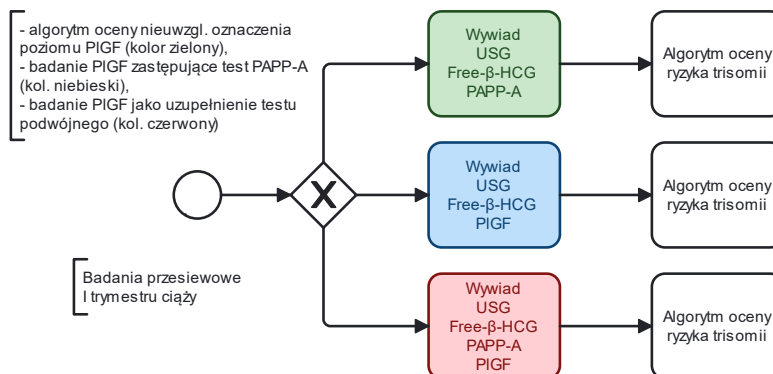 - algorytm oceny nieuwzgl. oznaczenia
poziomu PlGF (kolor zielony),
- badanie PlGF zastępujące test PAPP-A
(kol. niebieski),
- badanie PlGF jako uzupełnienie testu
podwójnego (kol. czerwony)
Wywiad
USG
Free-β-HCG
PAPP-A
Algorytm oceny
ryzyka trisomii
X
Wywiad
USG
Free-β-HCG
PlGF
Algorytm oceny
ryzyka trisomii
Badania przesiewowe
I trymestru ciąży
Wywiad
USG
Free-β-HCG
PAPP-A
PlGF
Algorytm oceny
ryzyka trisomii